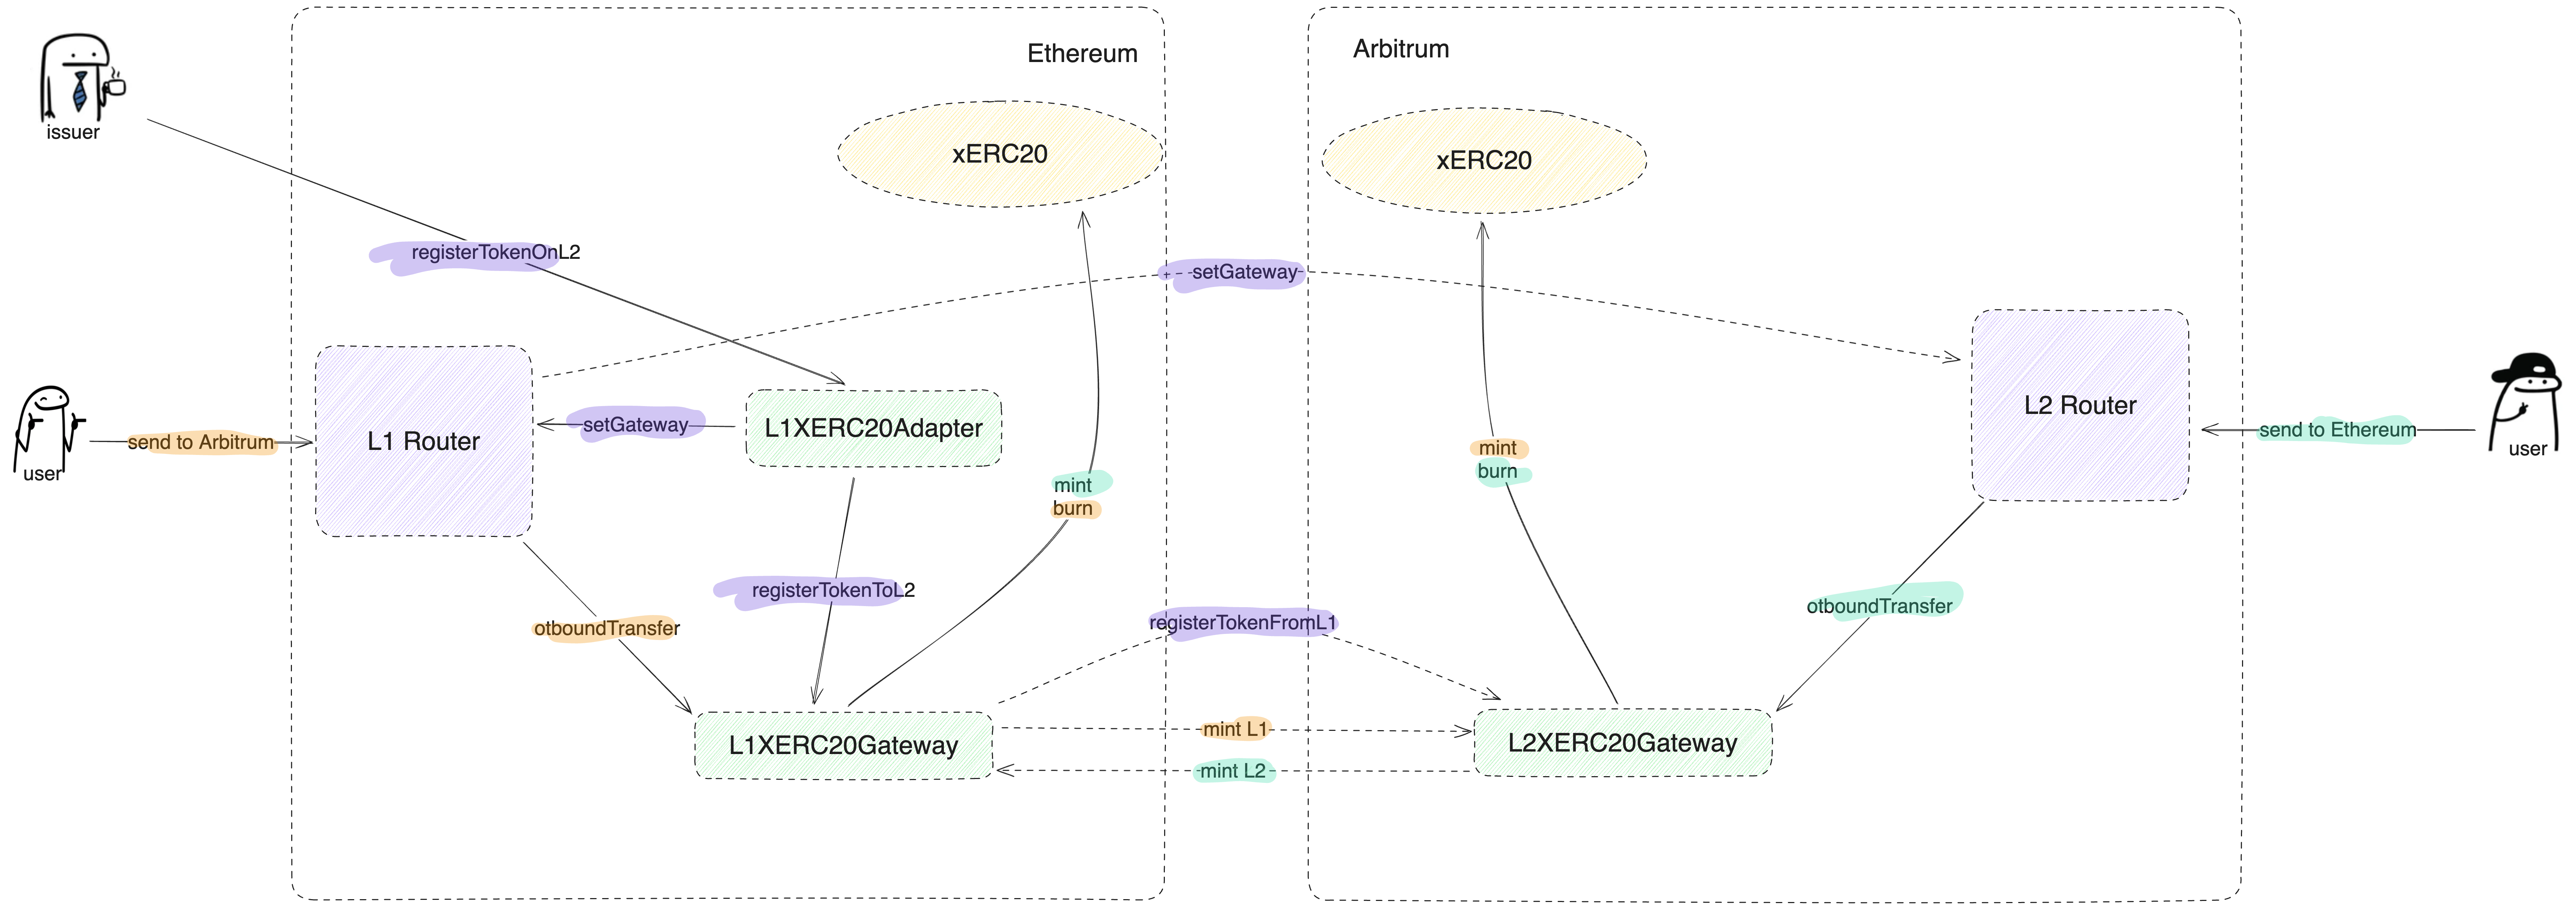 Ethereum
Arbitrum
issuer
xERC20
xERC20
registerTokenOnL2
setGateway
L1 Router
setGateway
L1XERC20Adapter
L2 Router
send to Arbitrum
user
send to Ethereum
user
mint
burn
mint
burn
registerTokenToL2
otboundTransfer
registerTokenFromL1
otboundTransfer
L1XERC20Gateway
mint L1
mint L2
L2XERC20Gateway